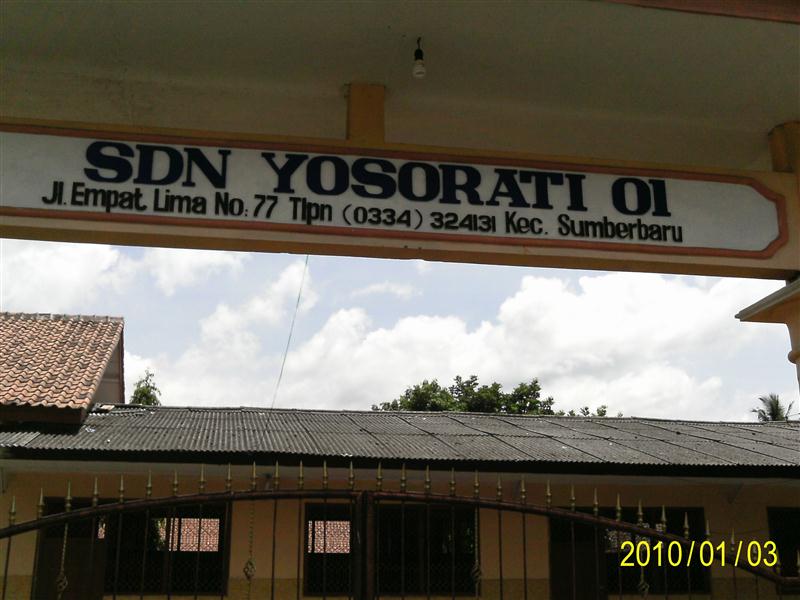 SDN YOSORATI 01
Jl. Empat Lima No: 77 Tlpn (0334) 324131 Kec. Sumberbaru
2010/01/03